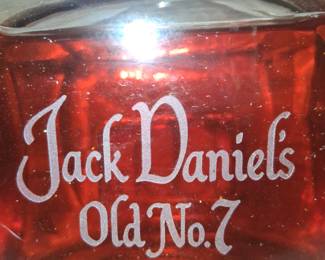 Jack Daniel's
Old No.7